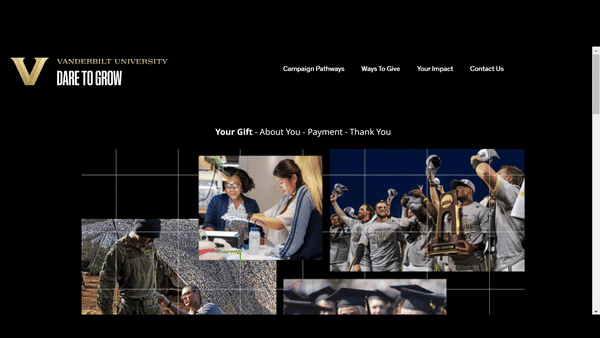 VANDERBILT UNIVERSITY
DARE TO GROW
Campaign Pathways Ways To Give Your Impact Contact Us
Your Gift - About You - Payment - Thank You